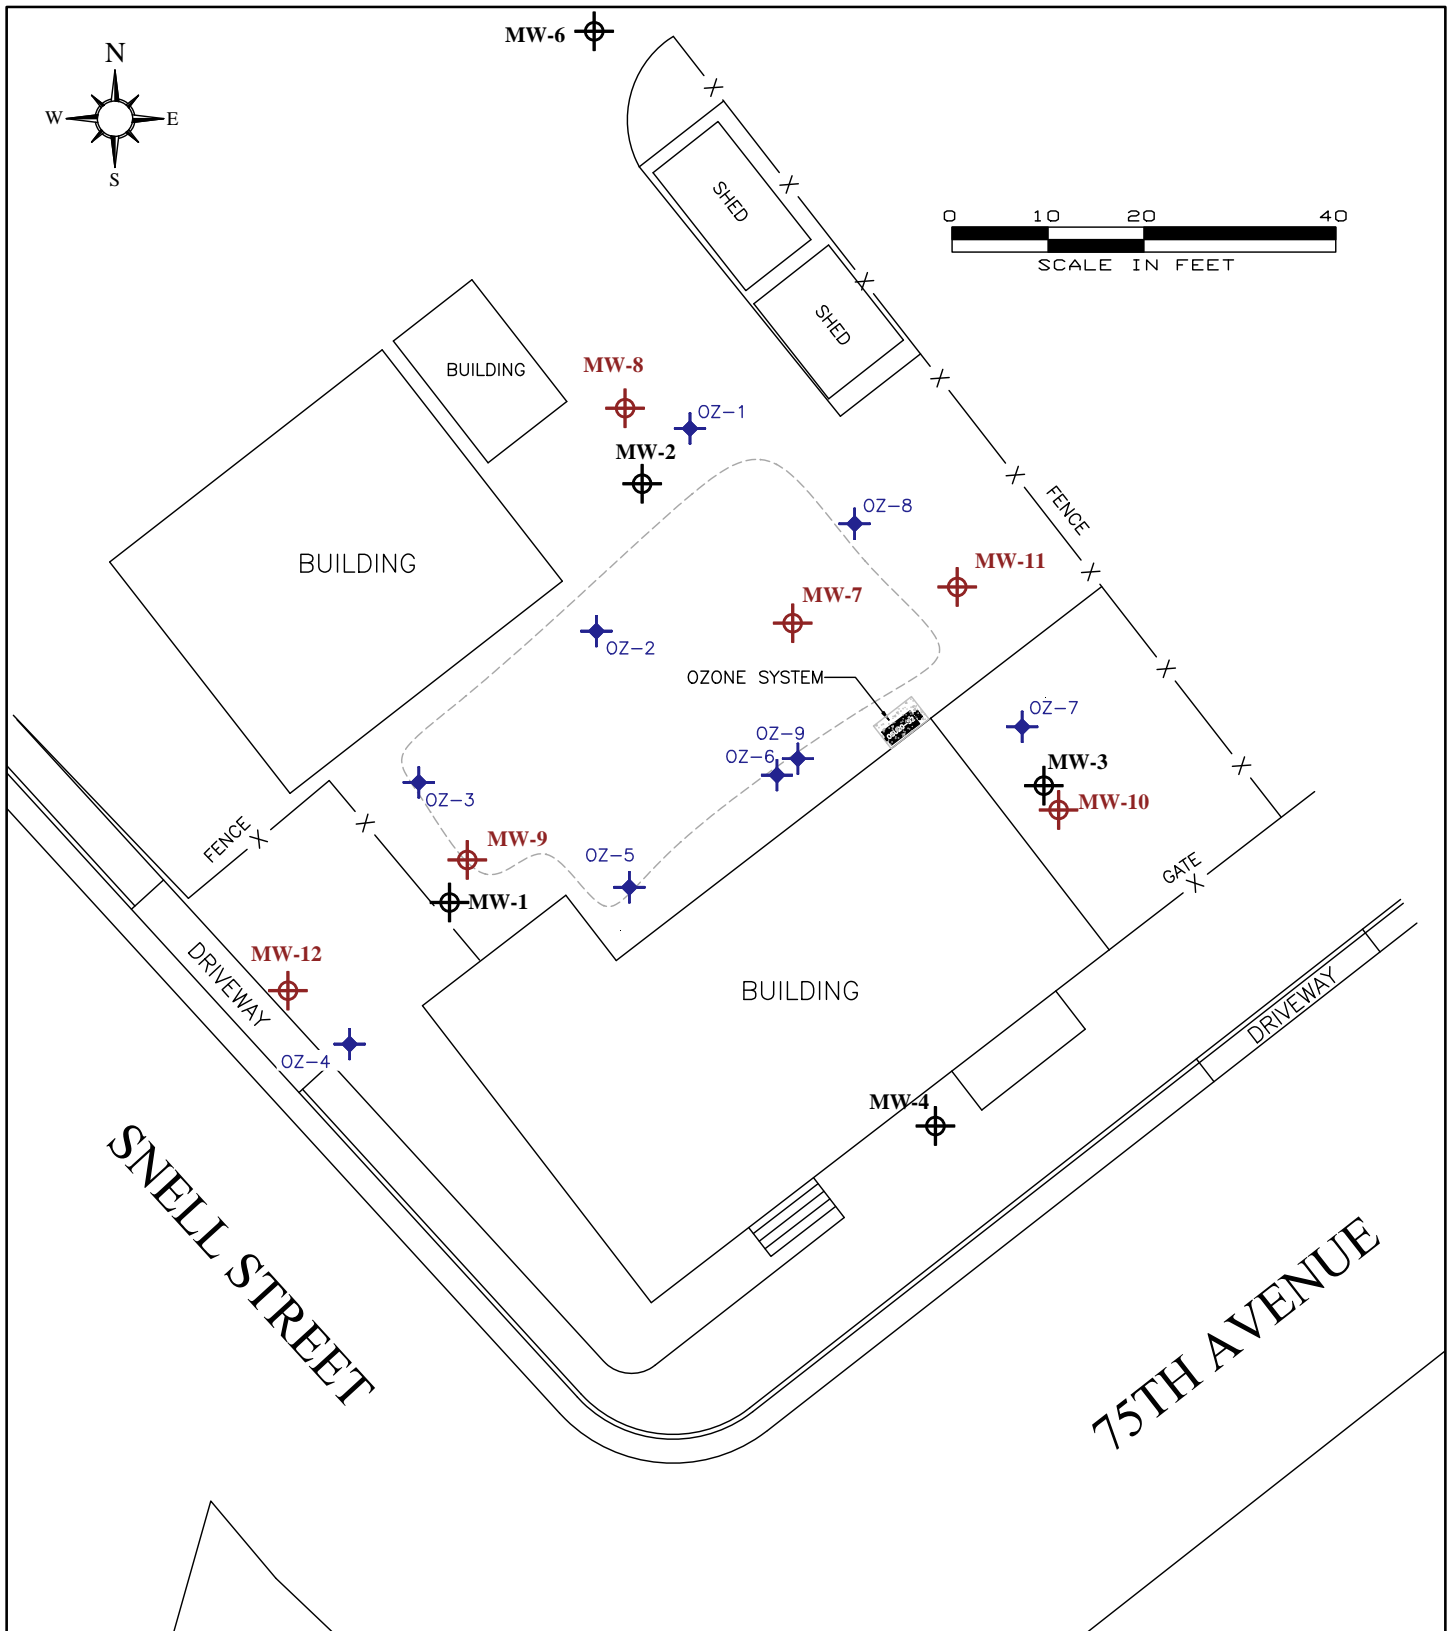 MW-6
N
W
E
S
SHED
0 10 20 40
SCALE IN FEET
SHED
MW-8
BUILDING
OZ-1
MW-2
OZ-8
FENCE
BUILDING
MW-11
MW-7
OZ-2
OZONE SYSTEM
OZ-7
OZ-9
OZ-6
MW-3
OZ-3
MW-10
FENCE
MW-9
OZ-5
GATE
MW-1
MW-12
DRIVEWAY
BUILDING
DRIVEWAY
OZ-4
MW-4
SNELL STREET
75TH AVENUE